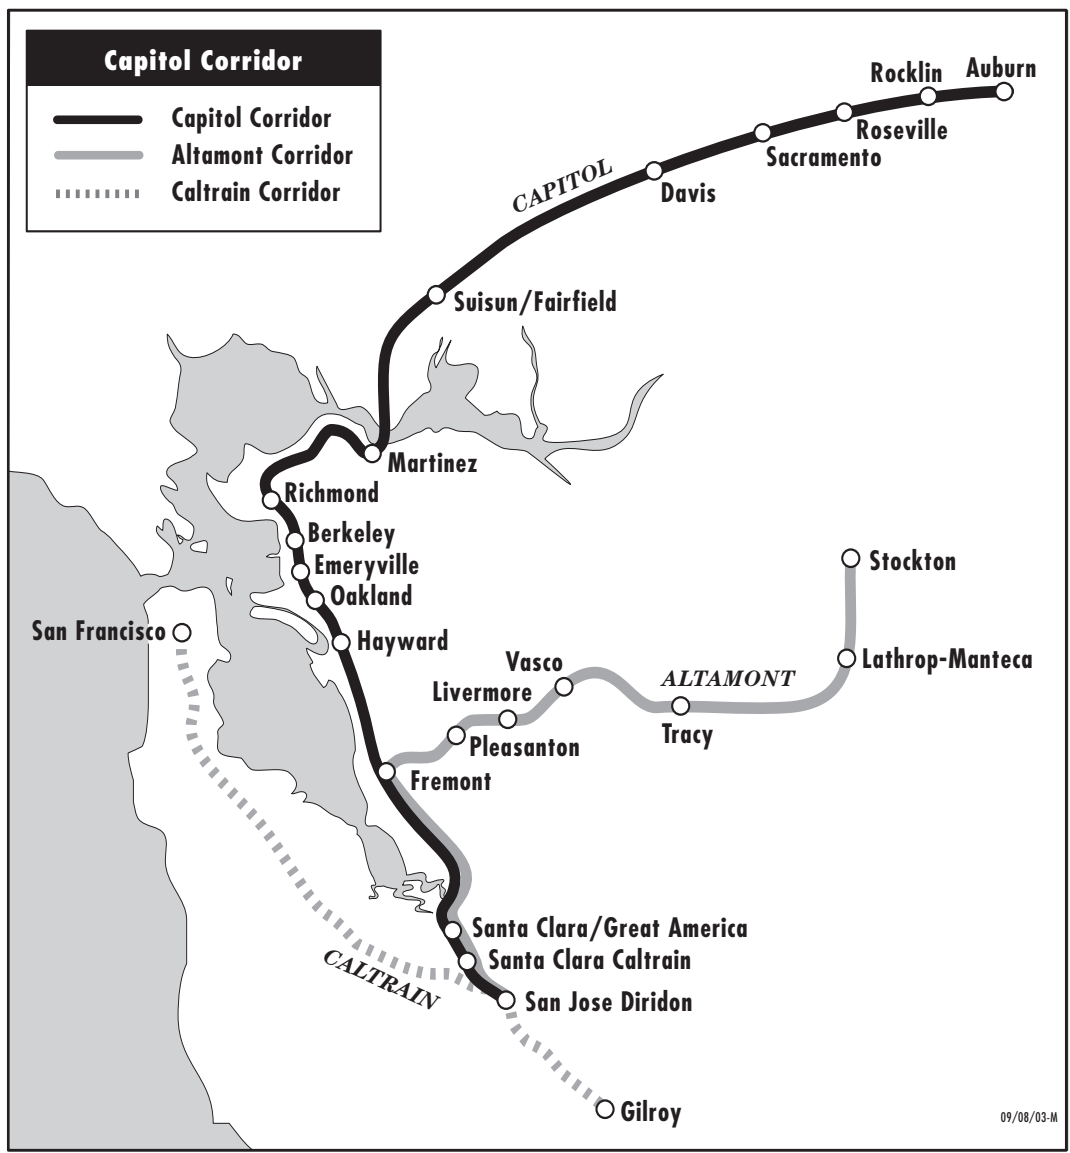 Capitol Corridor
Capitol Corridor
Altamont Corridor
Caltrain Corridor
Rocklin
Auburn
Roseville
Sacramento
CAPITOL
Davis
Suisun/Fairfield
Martinez
Richmond
Berkeley
Emeryville
Oakland
San Francisco
Hayward
Stockton
Lathrop-Manteca
Vasco
ALTAMONT
Livermore
Tracy
Pleasanton
Fremont
Santa Clara/Great America
Santa Clara Caltrain
CALTRAIN
San Jose Diridon
Gilroy
09/08/03-M